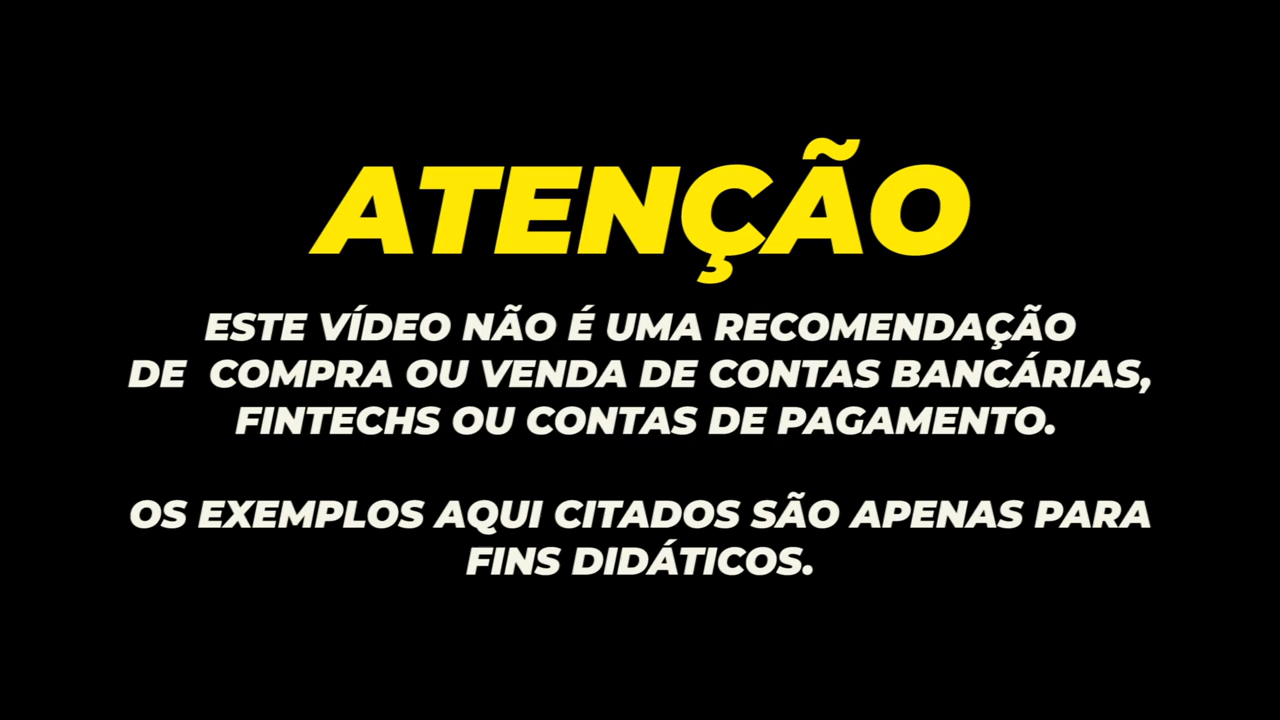 ATENÇÃO
ESTE VÍDEO NÃO É UMA RECOMENDAÇÃO
DE  COMPRA OU VENDA DE CONTAS BANCÁRIAS,
FINTECHS OU CONTAS DE PAGAMENTO.
OS EXEMPLOS AQUI CITADOS SÃO APENAS PARA
FINS DIDÁTICOS.